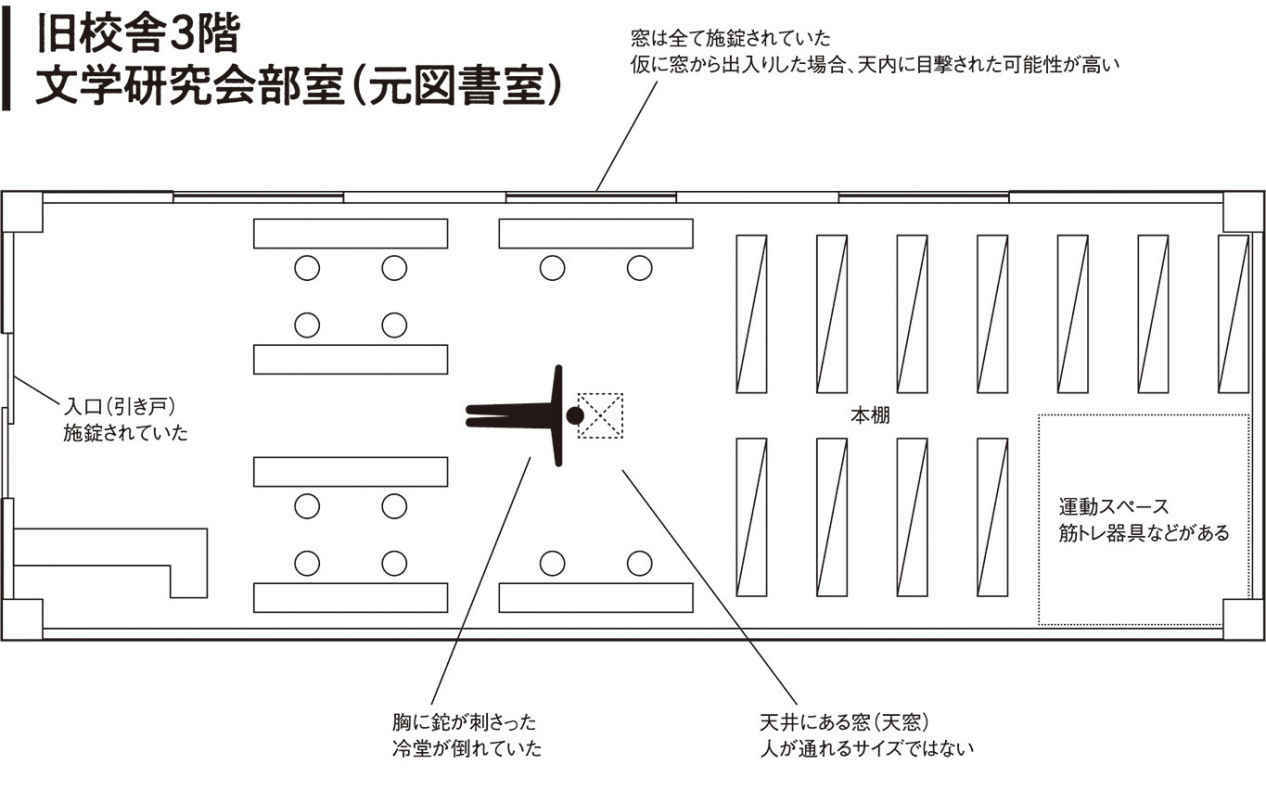 旧校舎3階
文学研究会部室（元図書室）
窓は全て施錠されていた
仮に窓から出入りした場合、天内に目撃された可能性が高い
入口（引き戸）
施錠されていた
本棚
運動スペース
筋トレ器具などがある
胸に鉈が刺さった
冷堂が倒れていた
天井にある窓（天窓）
人が通れるサイズではない